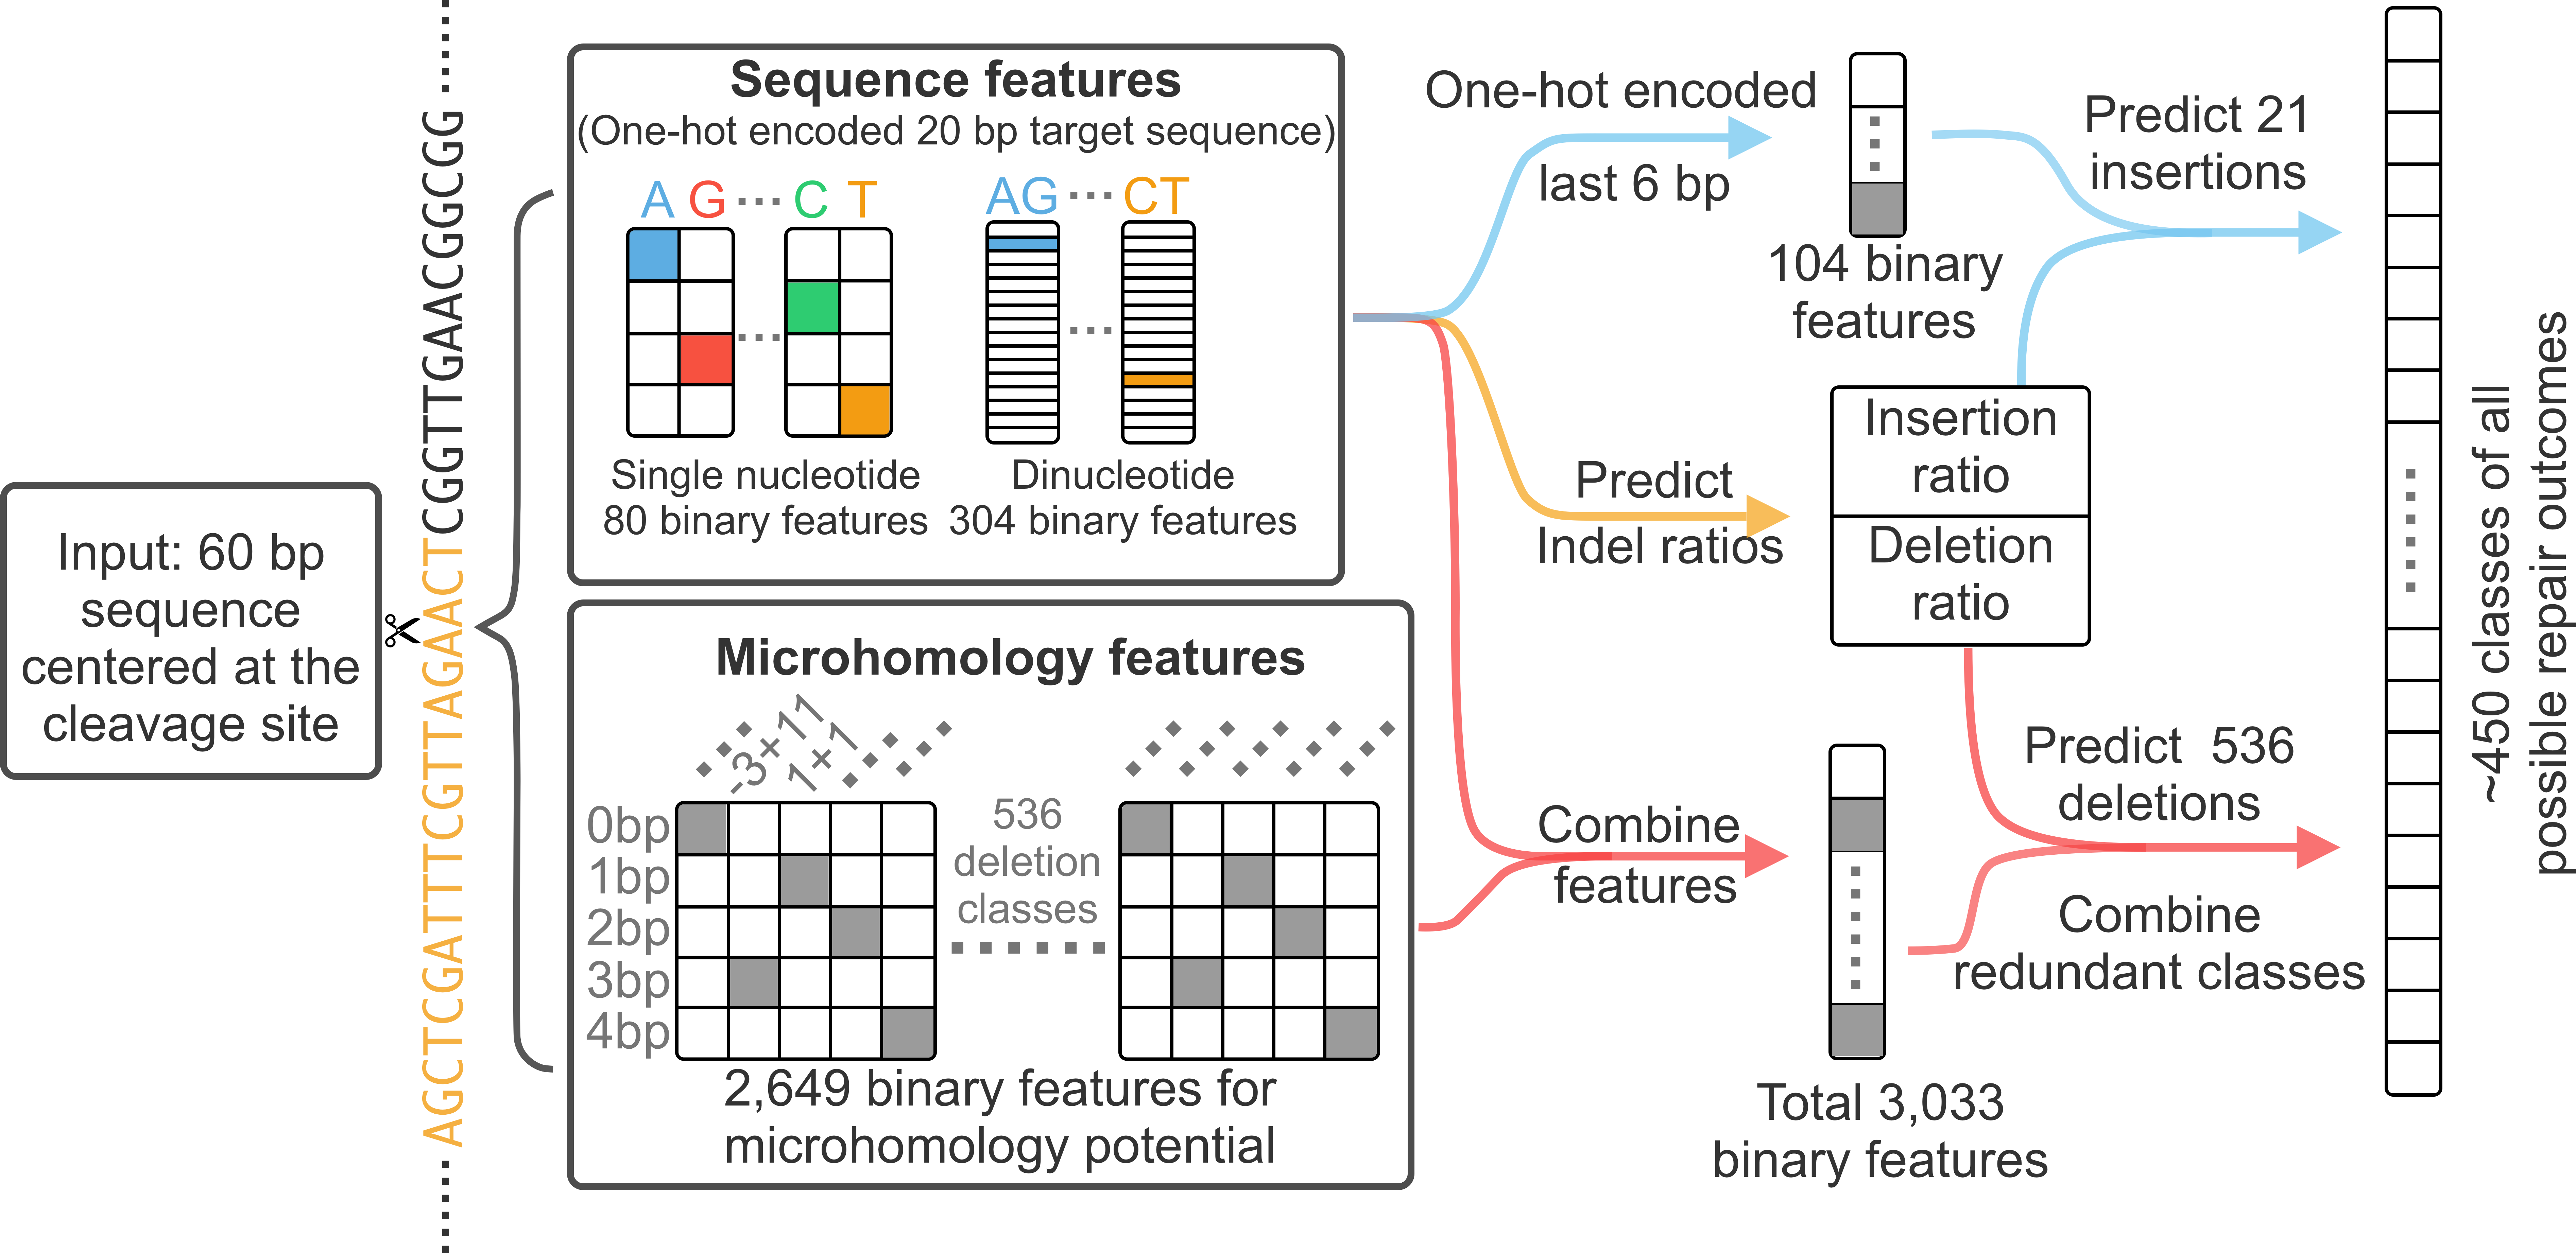 Input: 60 bp
sequence
centered at the
cleavage site
AGCTCGATTTCGTTAGAACTCGGTTGAACGGCGG
Sequence features
(One-hot encoded 20 bp target sequence)
A G ··· C T
AG ··· CT
Single nucleotide
80 binary features
Dinucleotide
304 binary features
Microhomology features
-3+11
1+1
0bp
1bp
2bp
3bp
4bp
536
deletion
classes
2,649 binary features for
microhomology potential
One-hot encoded
last 6 bp
104 binary
features
Predict 21
insertions
Predict
Indel ratios
Insertion
ratio
Deletion
ratio
Combine
features
Total 3,033
binary features
Predict 536
deletions
Combine
redundant classes
~450 classes of all
possible repair outcomes